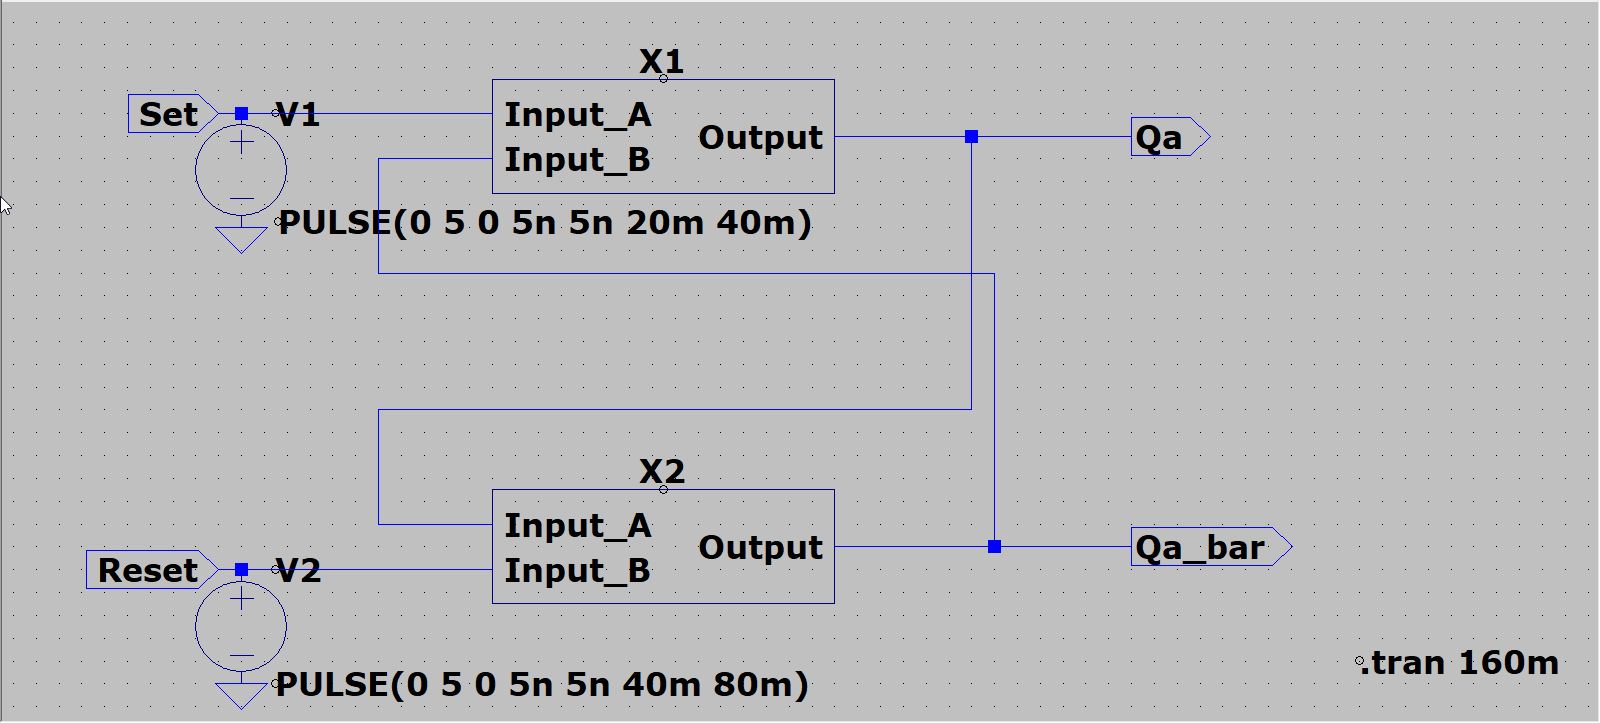 X1
Set
V1
Input_A
Input_B
Output
Qa
PULSE(0 5 0 5n 5n 20m 40m)
X2
Input_A
Input_B
Output
Qa_bar
Reset
V2
PULSE(0 5 0 5n 5n 40m 80m)
.tran 160m